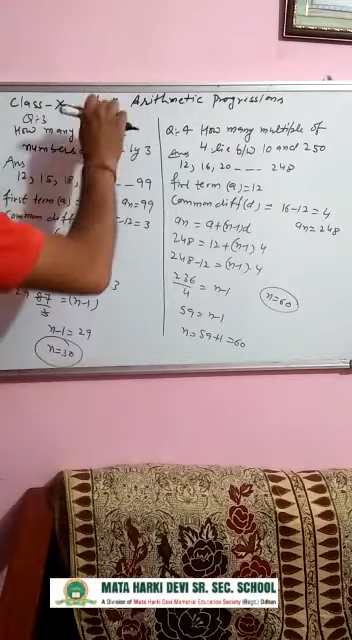 Class-X Arithmetic Progressions
Q:3
How many
numbers by 3
Ans
12, 15, 18, - - 99
first term (a) = an = 99
Common diff -12 = 3
3
87/3 = (n-1)
n-1 = 29
n=30
Q:4 How many multiple of
4 lie b/w 10 and 250
Ans
12, 16, 20 - - - - 248
first term (a) = 12
Common diff (d) = 16-12 = 4
an = a+(n-1)d an = 248
248 = 12+(n-1)4
248-12 = (n-1).4
236/4 = n-1
59 = n-1
n = 59+1 = 60
n=60
MATA HARKI DEVI SR. SEC. SCHOOL
A Division of Mata Harki Devi Memorial Education Society (Regd.) Odhan